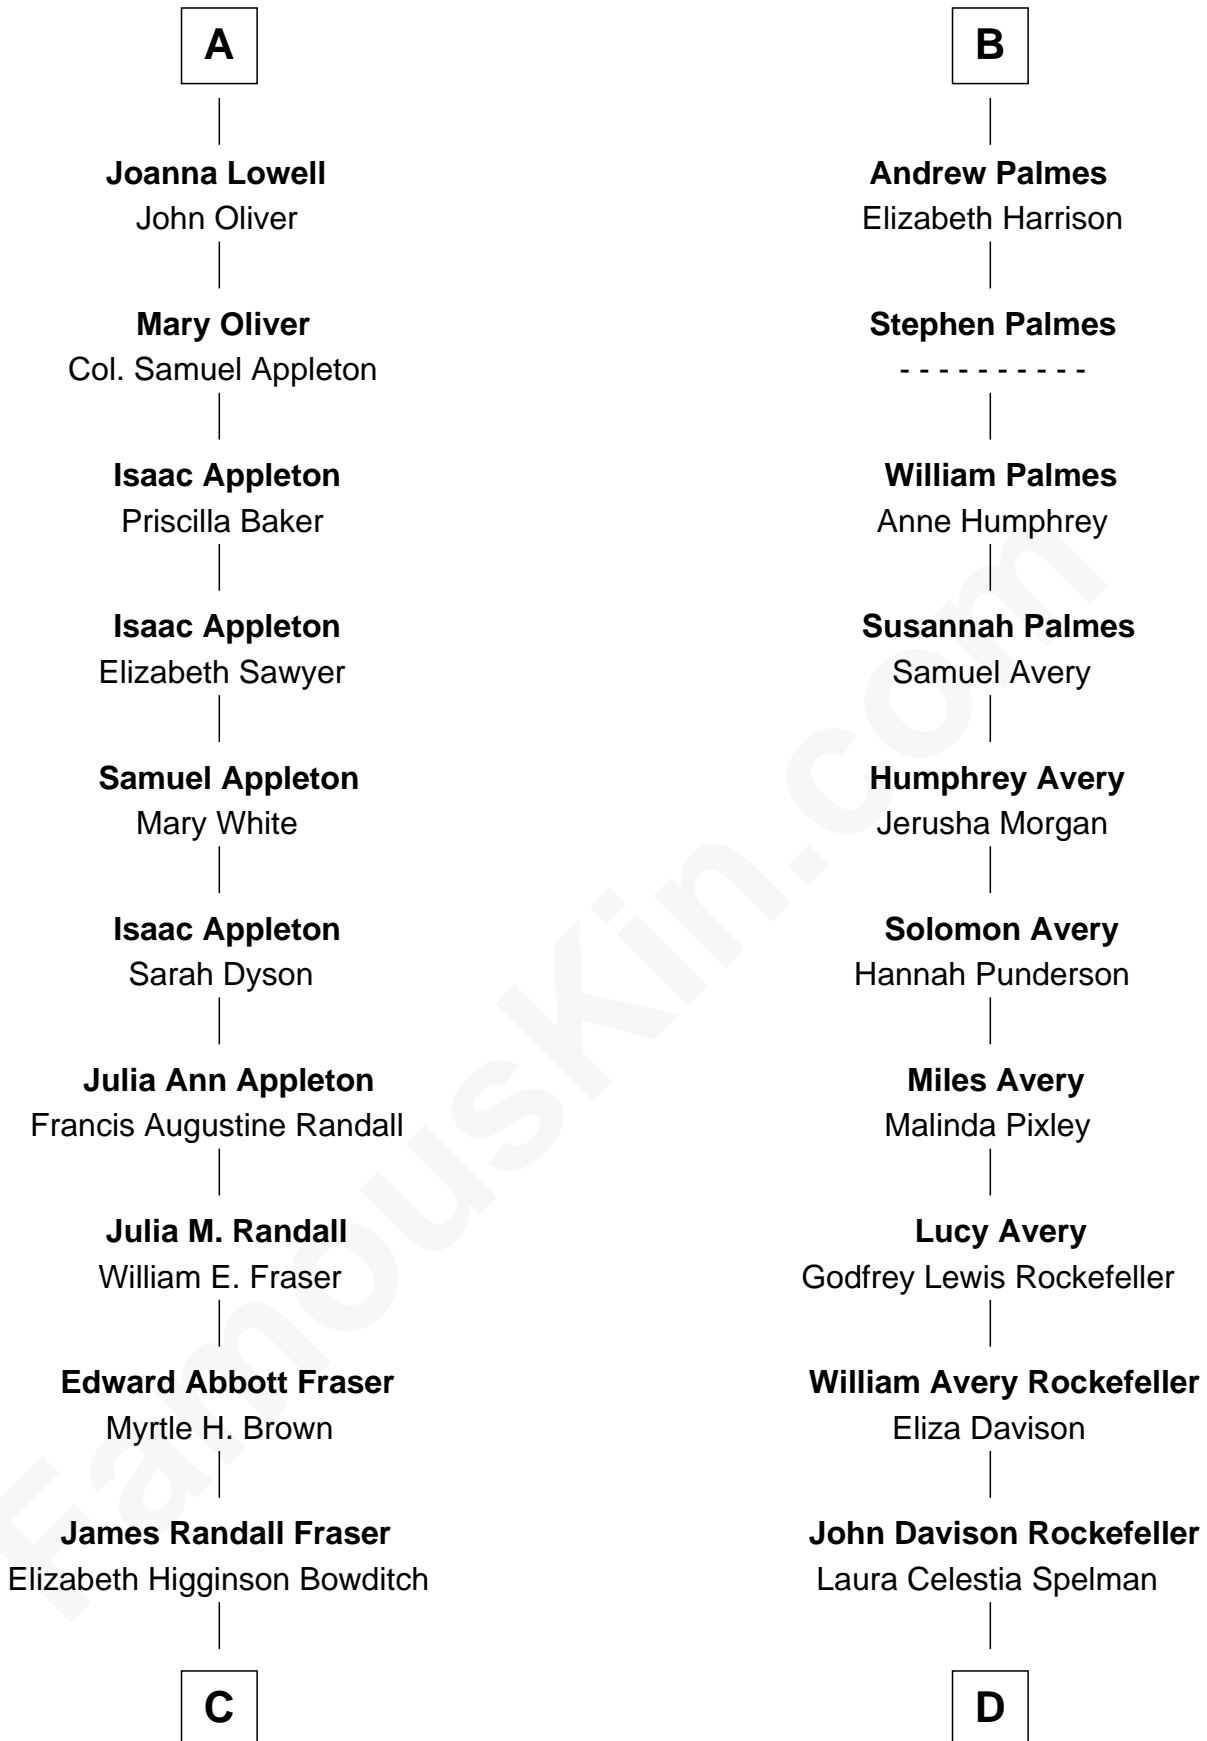 A
Joanna Lowell
John Oliver
Mary Oliver
Col. Samuel Appleton
Isaac Appleton
Priscilla Baker
Isaac Appleton
Elizabeth Sawyer
Samuel Appleton
Mary White
Isaac Appleton
Sarah Dyson
Julia Ann Appleton
Francis Augustine Randall
Julia M. Randall
William E. Fraser
Edward Abbott Fraser
Myrtle H. Brown
James Randall Fraser
Elizabeth Higginson Bowditch
C
B
Andrew Palmes
Elizabeth Harrison
Stephen Palmes
- - - - - - - - - -
William Palmes
Anne Humphrey
Susannah Palmes
Samuel Avery
Humphrey Avery
Jerusha Morgan
Solomon Avery
Hannah Punderson
Miles Avery
Malinda Pixley
Lucy Avery
Godfrey Lewis Rockefeller
William Avery Rockefeller
Eliza Davison
John Davison Rockefeller
Laura Celestia Spelman
D
FamousKin.com